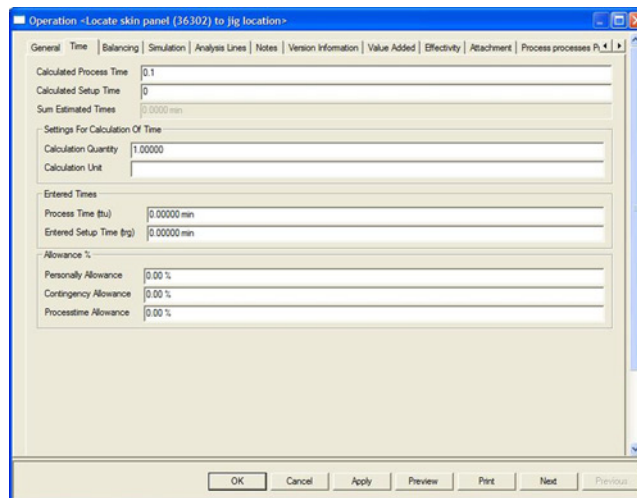 Operation <Locate skin panel (36302) to jig location>
General Time Balancing Simulation Analysis Lines Notes Version Information Value Added Effectivity Attachment Process processes
Calculated Process Time 0.1
Calculated Setup Time 0
Sum Estimated Times 0.0000 min
Settings For Calculation Of Time
Calculation Quantity 1.00000
Calculation Unit
Entered Times
Process Time (ttu) 0.00000 min
Entered Setup Time (trg) 0.00000 min
Allowance %
Personally Allowance 0.00 %
Contingency Allowance 0.00 %
Processtime Allowance 0.00 %
OK Cancel Apply Preview Print Next Previous